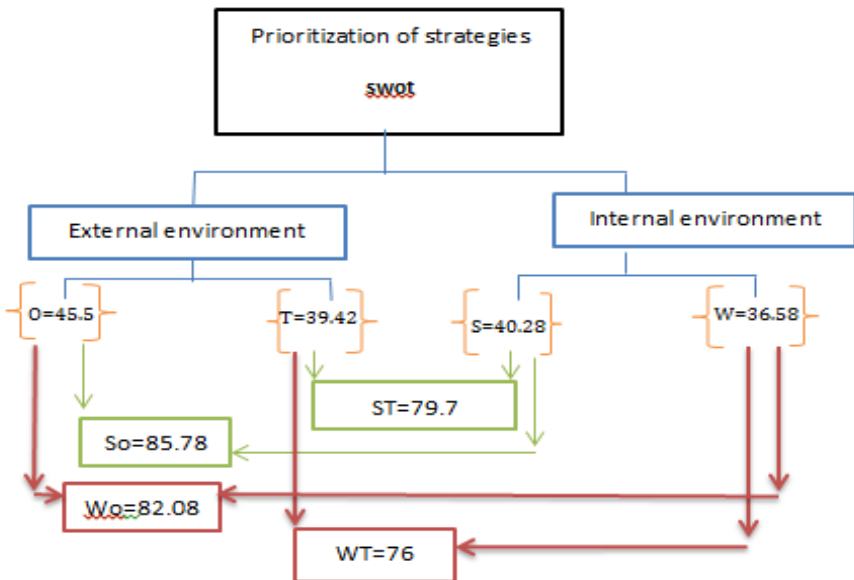 Prioritization of strategies
swot
External environment
Internal environment
O=45.5
T=39.42
S=40.28
W=36.58
ST=79.7
So=85.78
Wo=82.08
WT=76